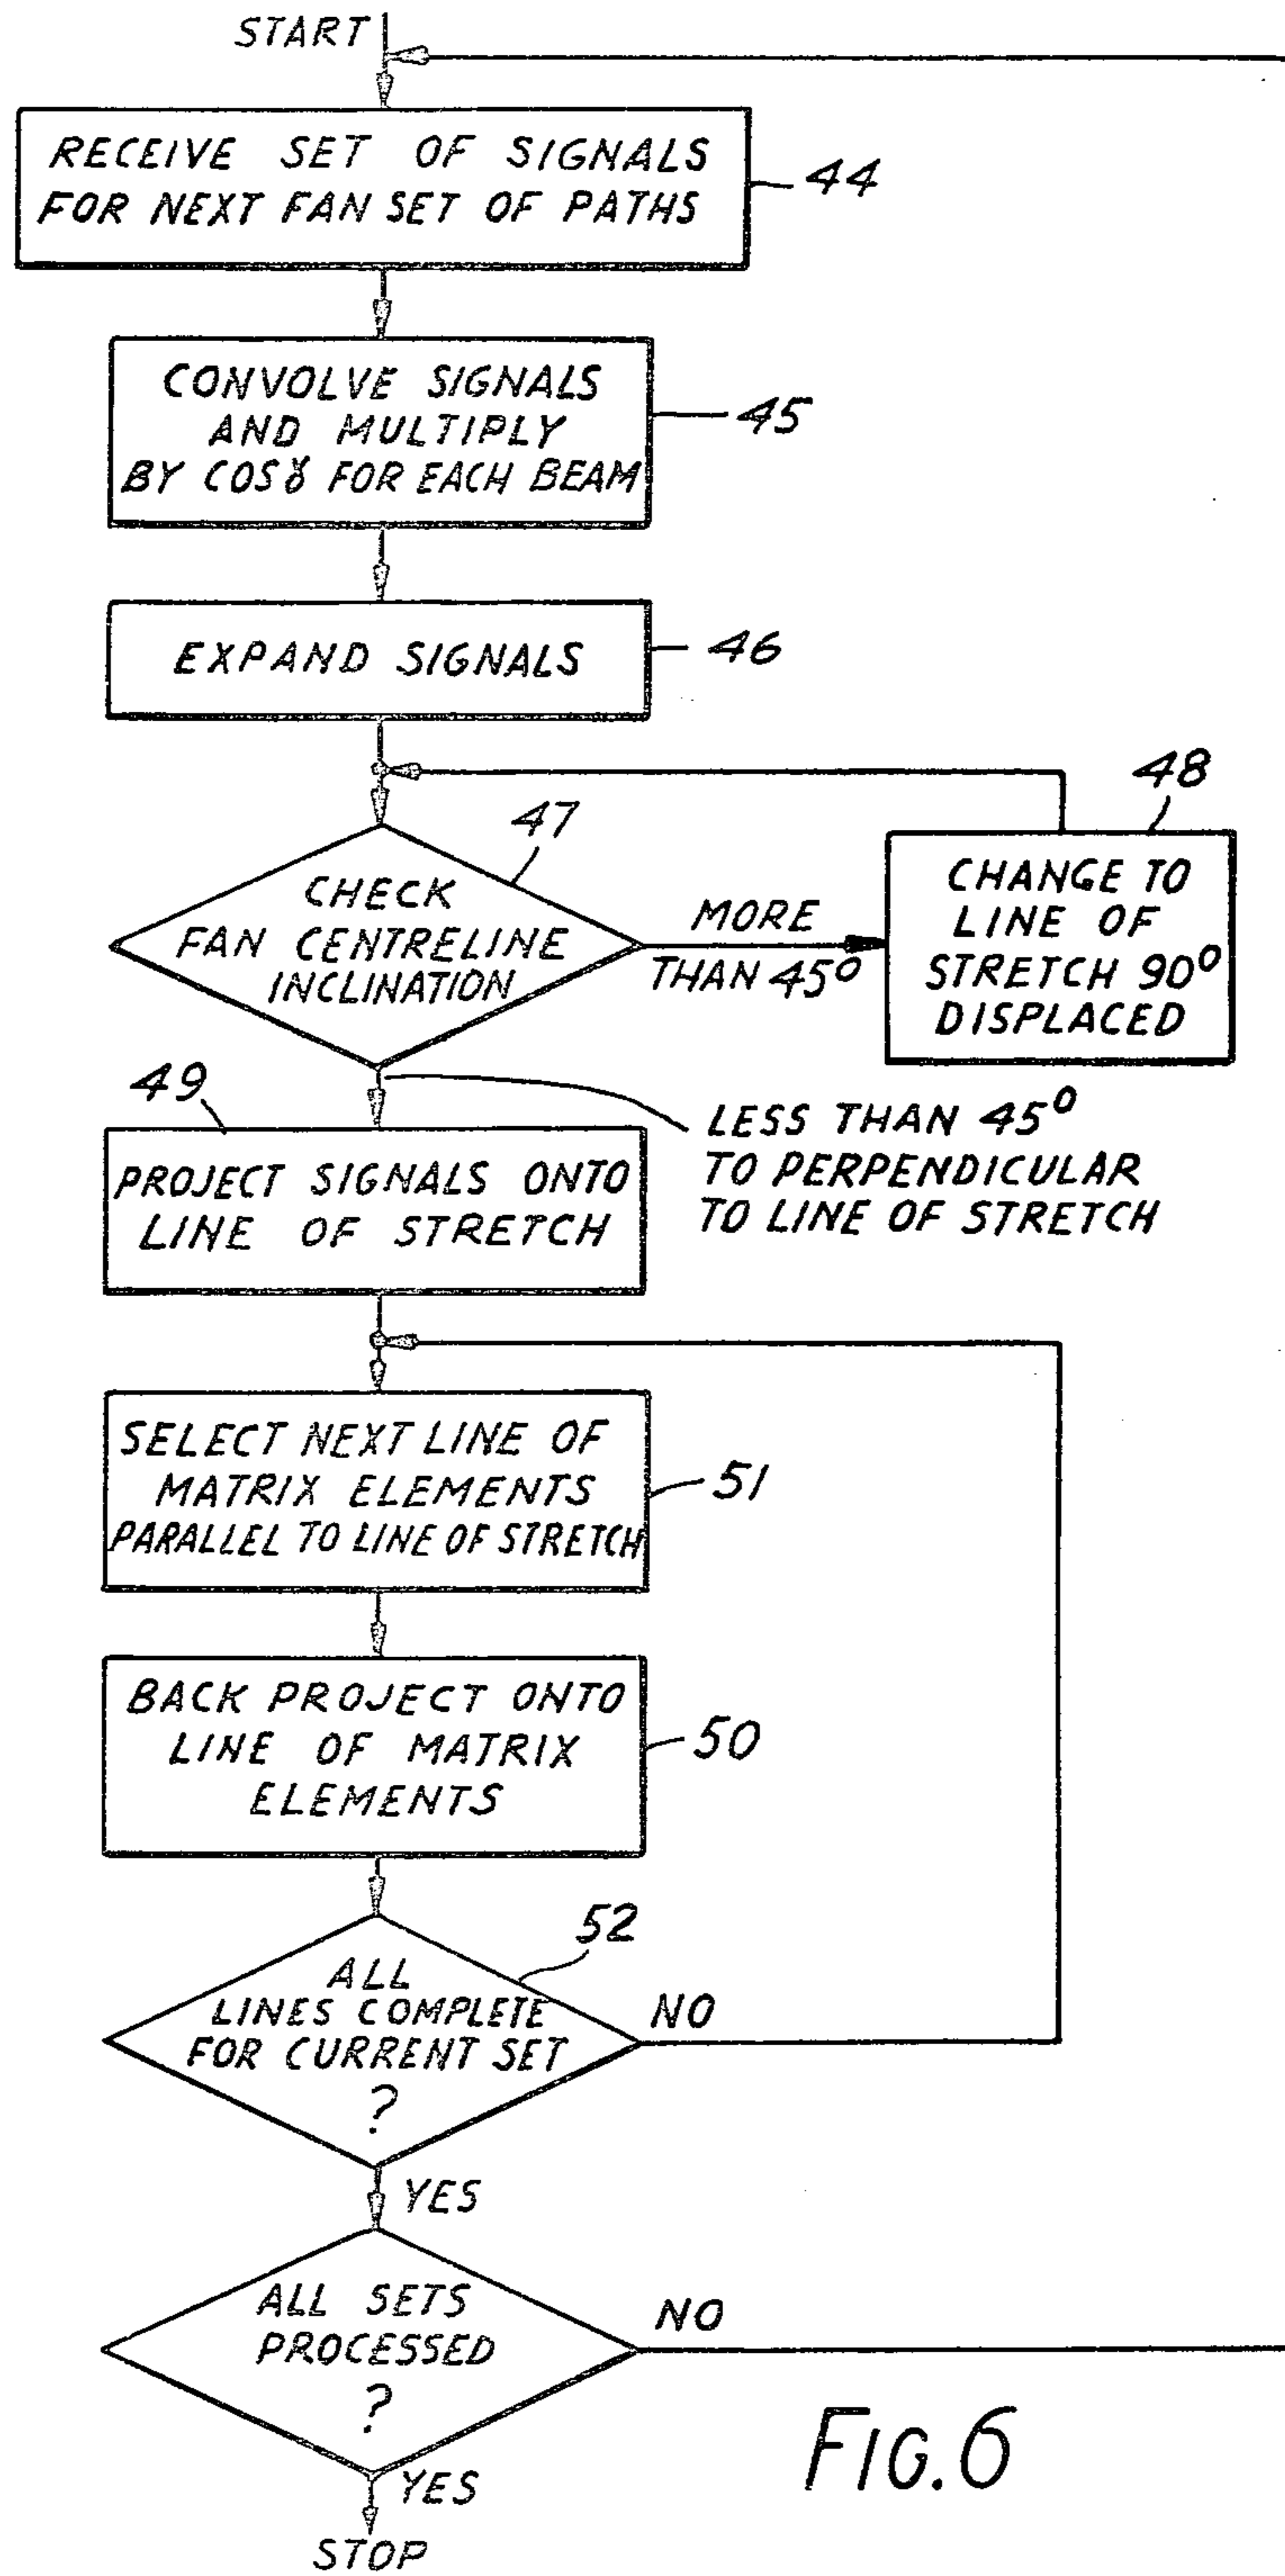 START
RECEIVE SET OF SIGNALS
FOR NEXT FAN SET OF PATHS
44
CONVOLVE SIGNALS
AND MULTIPLY
BY COS γ FOR EACH BEAM
45
EXPAND SIGNALS
46
47
CHECK
FAN CENTRELINE
INCLINATION
MORE
THAN 45°
48
CHANGE TO
LINE OF
STRETCH 90°
DISPLACED
LESS THAN 45°
TO PERPENDICULAR
TO LINE OF STRETCH
49
PROJECT SIGNALS ONTO
LINE OF STRETCH
SELECT NEXT LINE OF
MATRIX ELEMENTS
PARALLEL TO LINE OF STRETCH
51
BACK PROJECT ONTO
LINE OF MATRIX
ELEMENTS
50
52
ALL
LINES COMPLETE
FOR CURRENT SET
?
NO
YES
ALL SETS
PROCESSED
?
NO
YES
STOP
FIG. 6